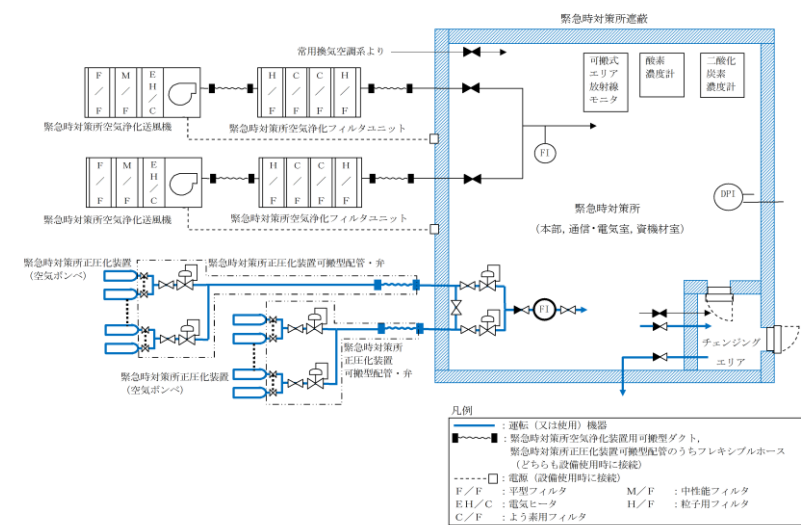 緊急時対策所遮蔽
常用換気空調系より
可搬式
エリア
放射線
モニタ
酸素
濃度計
二酸化
炭素
濃度計
F/F
M/F
EH/C
H/F
C/F
C/F
H/F
緊急時対策所空気浄化送風機
緊急時対策所空気浄化フィルタユニット
FI
F/F
M/F
EH/C
H/F
C/F
C/F
H/F
緊急時対策所空気浄化送風機
緊急時対策所空気浄化フィルタユニット
DPI
緊急時対策所
(本部,通信・電気室,資機材室)
緊急時対策所正圧化装置
(空気ボンベ)
緊急時対策所正圧化装置可搬型配管・弁
FI
緊急時対策所
正圧化装置
可搬型配管・弁
緊急時対策所正圧化装置
(空気ボンベ)
チェンジング
エリア
凡例
:運転(又は使用)機器
:緊急時対策所空気浄化装置用可搬型ダクト,
緊急時対策所正圧化装置可搬型配管のうちフレキシブルホース
(どちらも設備使用時に接続)
:電源(設備使用時に接続)
F/F :平型フィルタ M/F :中性能フィルタ
EH/C :電気ヒータ H/F :粒子用フィルタ
C/F :よう素用フィルタ